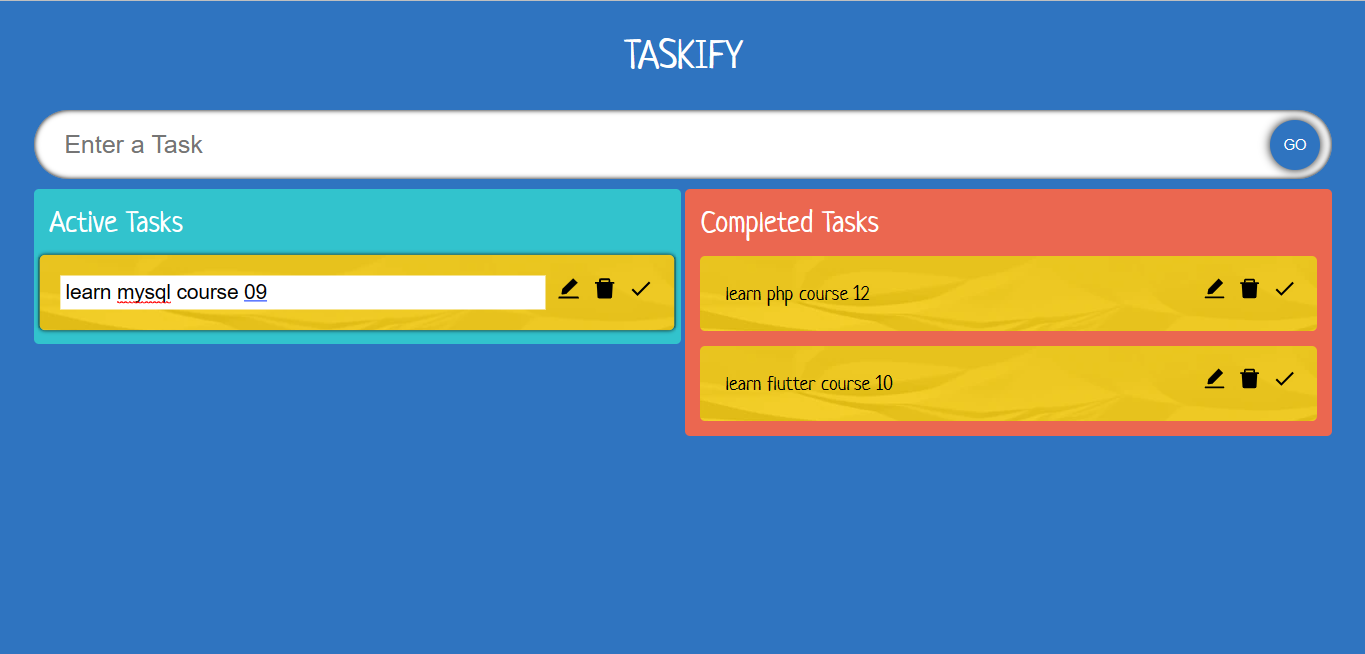 TASKIFY
Enter a Task
GO
Active Tasks
learn mysql course 09
Completed Tasks
learn php course 12
learn flutter course 10